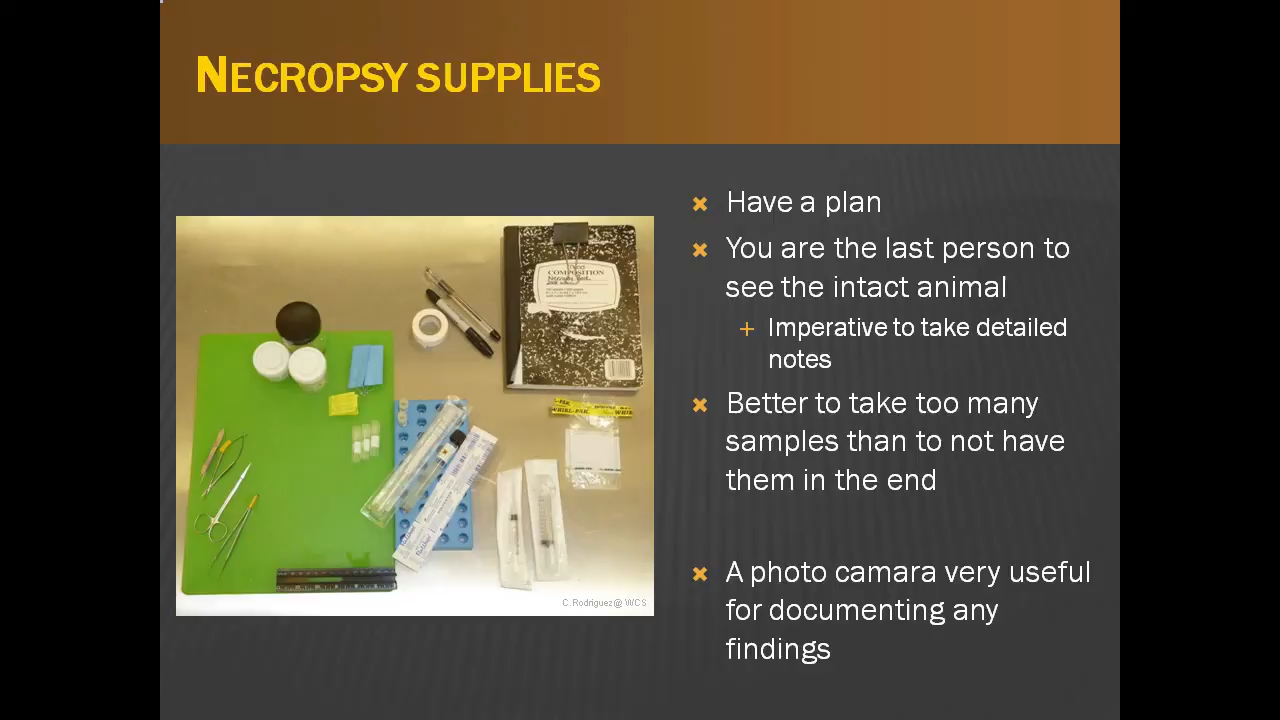 NECROPSY SUPPLIES
Have a plan
You are the last person to
see the intact animal
Imperative to take detailed
notes
Better to take too many
samples than to not have
them in the end
A photo camara very useful
for documenting any
findings
COMPOSITION
WHIRL-PAK
C.Rodriguez@ WCS